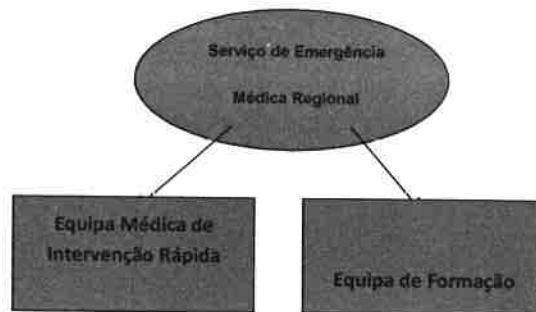 Serviço de Emergência
Médica Regional
Equipa Médica de
Intervenção Rápida
Equipa de Formação